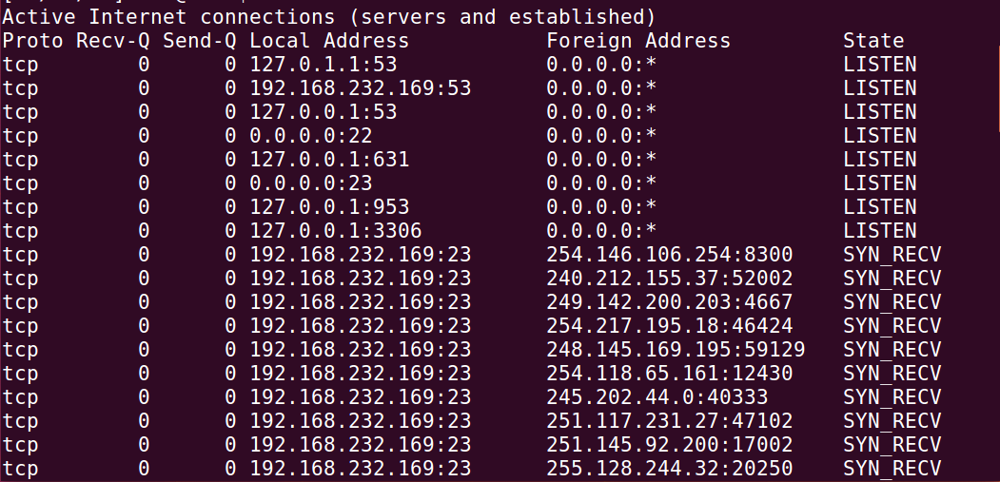 Active Internet connections (servers and established)
Proto Recv-Q Send-Q Local Address           Foreign Address         State
tcp        0      0 127.0.1.1:53            0.0.0.0:*               LISTEN
tcp        0      0 192.168.232.169:53      0.0.0.0:*               LISTEN
tcp        0      0 127.0.0.1:53            0.0.0.0:*               LISTEN
tcp        0      0 0.0.0.0:22              0.0.0.0:*               LISTEN
tcp        0      0 127.0.0.1:631           0.0.0.0:*               LISTEN
tcp        0      0 0.0.0.0:23              0.0.0.0:*               LISTEN
tcp        0      0 127.0.0.1:953           0.0.0.0:*               LISTEN
tcp        0      0 127.0.0.1:3306          0.0.0.0:*               LISTEN
tcp        0      0 192.168.232.169:23      254.146.106.254:8300    SYN_RECV
tcp        0      0 192.168.232.169:23      240.212.155.37:52002    SYN_RECV
tcp        0      0 192.168.232.169:23      249.142.200.203:4667    SYN_RECV
tcp        0      0 192.168.232.169:23      254.217.195.18:46424    SYN_RECV
tcp        0      0 192.168.232.169:23      248.145.169.195:59129   SYN_RECV
tcp        0      0 192.168.232.169:23      254.118.65.161:12430    SYN_RECV
tcp        0      0 192.168.232.169:23      245.202.44.0:40333      SYN_RECV
tcp        0      0 192.168.232.169:23      251.117.231.27:47102    SYN_RECV
tcp        0      0 192.168.232.169:23      251.145.92.200:17002    SYN_RECV
tcp        0      0 192.168.232.169:23      255.128.244.32:20250    SYN_RECV